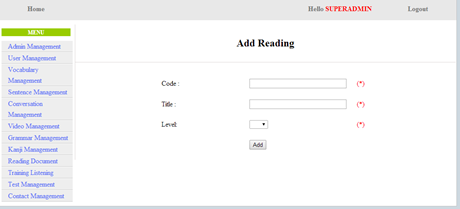 Home
Hello SUPERADMIN
Logout
MENU
Admin Management
User Management
Vocabulary
Management
Sentence Management
Conversation
Management
Video Management
Grammar Management
Kanji Management
Reading Document
Training Listening
Test Management
Contact Management
Add Reading
Code :
(*)
Title :
(*)
Level:
(*)
Add